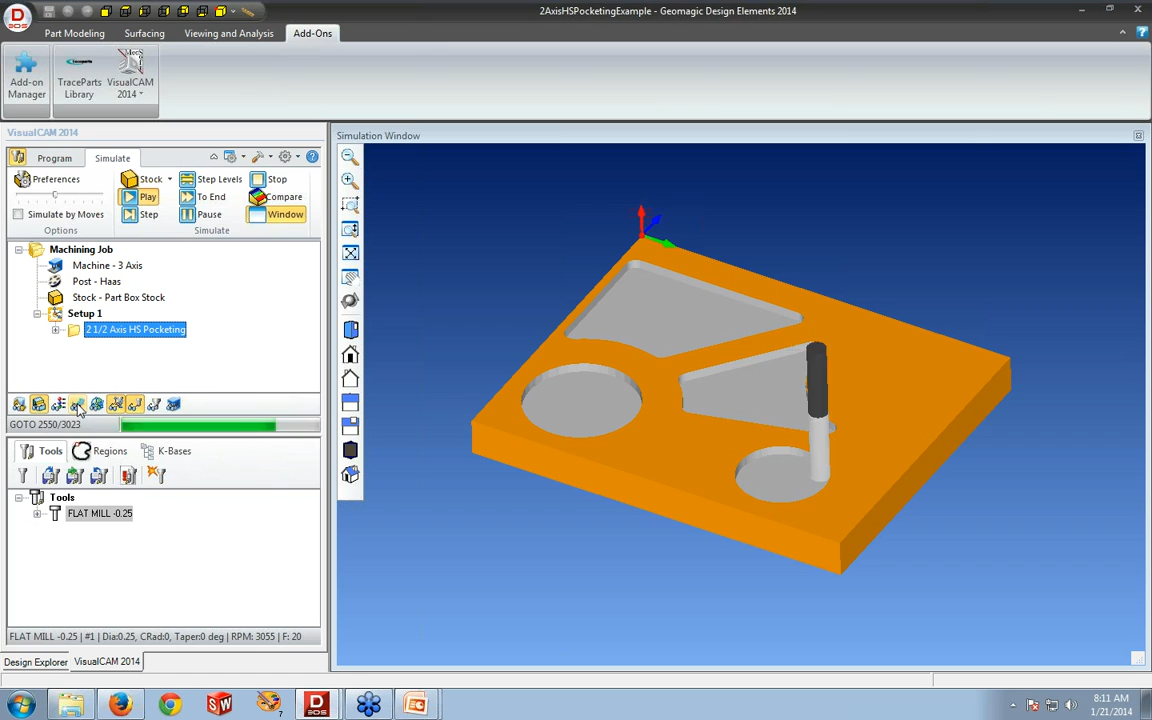 2AxisHSPocketingExample - Geomagic Design Elements 2014
Part Modeling Surfacing Viewing and Analysis Add-Ons
Add-on Manager
TraceParts Library
VisualCAM 2014
VisualCAM 2014
Simulation Window
Program Simulate
Preferences Stock Step Levels Stop
Play To End Compare
Simulate by Moves Step Pause Window
Options Simulate
Machining Job
Machine - 3 Axis
Post - Haas
Stock - Part Box Stock
Setup 1
2 1/2 Axis HS Pocketing
GOTO 2550/3023
Tools Regions K-Bases
Tools
FLAT MILL -0.25
FLAT MILL -0.25 | #1 | Dia:0.25, CRad:0, Taper:0 deg | RPM: 3055 | F: 20
Design Explorer VisualCAM 2014
8:11 AM
1/21/2014